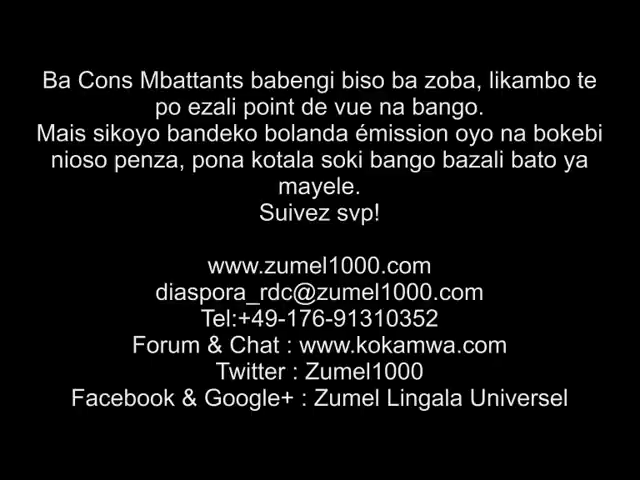 Ba Cons Mbattants babengi biso ba zoba, likambo te
po ezali point de vue na bango.
Mais sikoyo bandeko bolanda émission oyo na bokebi
nioso penza, pona kotala soki bango bazali bato ya
mayele.
Suivez svp!
www.zumel1000.com
diaspora_rdc@zumel1000.com
Tel:+49-176-91310352
Forum & Chat : www.kokamwa.com
Twitter : Zumel1000
Facebook & Google+ : Zumel Lingala Universel